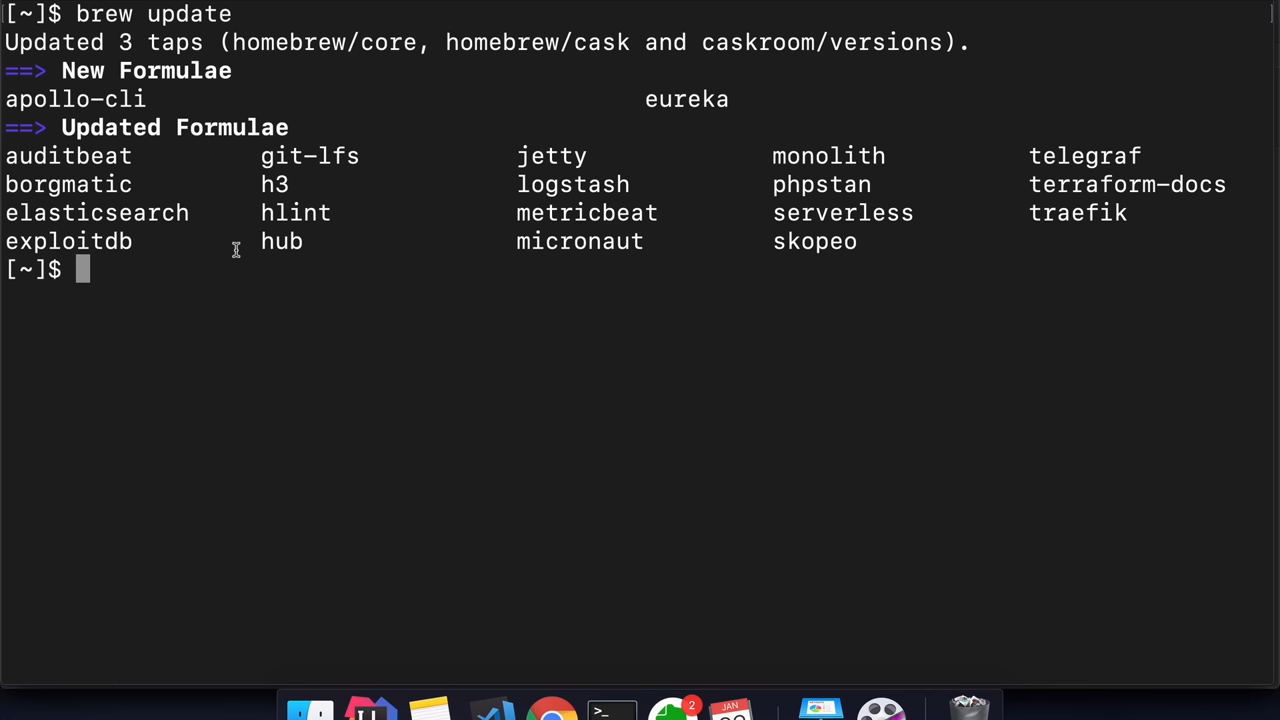 [~]$ brew update
Updated 3 taps (homebrew/core, homebrew/cask and caskroom/versions).
==> New Formulae
apollo-cli eureka
==> Updated Formulae
auditbeat git-lfs jetty monolith telegraf
borgmatic h3 logstash phpstan terraform-docs
elasticsearch hlint metricbeat serverless traefik
exploitdb hub micronaut skopeo
[~]$
>_ 2 JAN